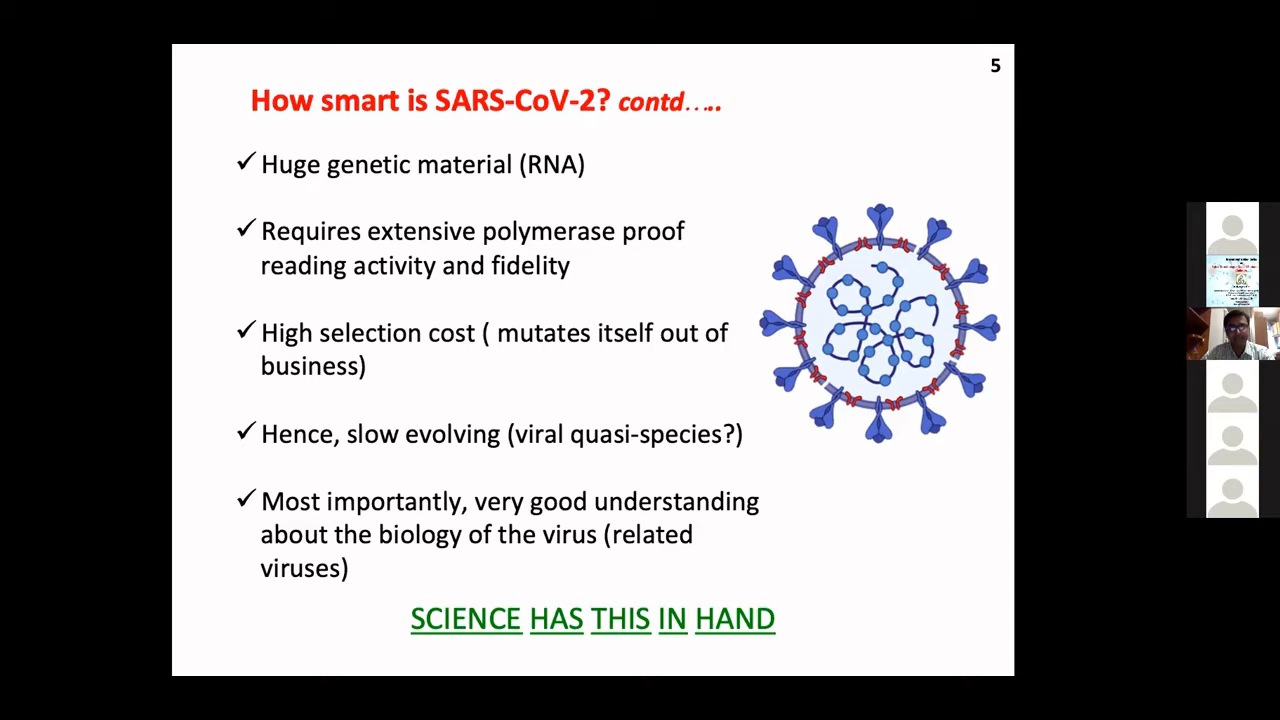 5
How smart is SARS-CoV-2? contd…..
✓ Huge genetic material (RNA)
✓ Requires extensive polymerase proof
reading activity and fidelity
✓ High selection cost ( mutates itself out of
business)
✓ Hence, slow evolving (viral quasi-species?)
✓ Most importantly, very good understanding
about the biology of the virus (related
viruses)
SCIENCE HAS THIS IN HAND